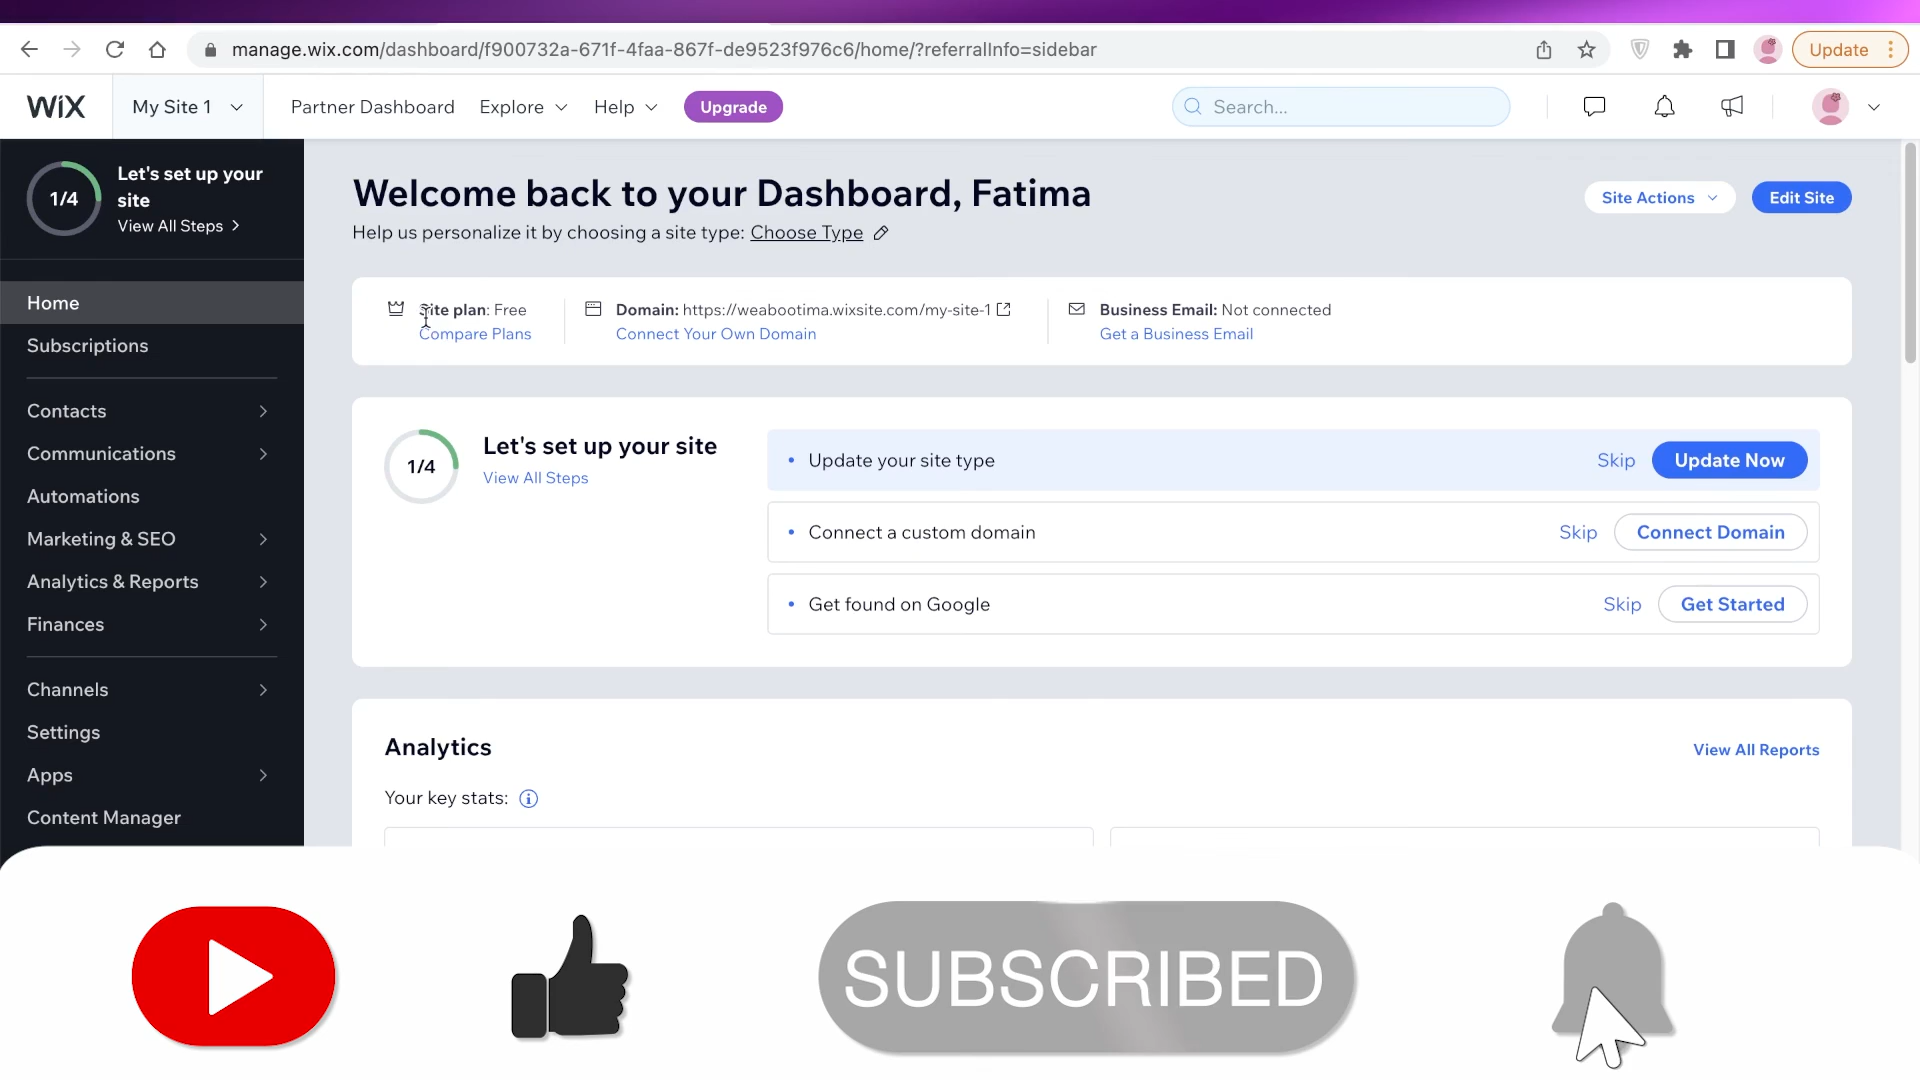 manage.wix.com/dashboard/f900732a-671f-4faa-867f-de9523f976c6/home/?referralInfo=sidebar
Update
WiX
My Site 1
Partner Dashboard
Explore
Help
Upgrade
Search...
1/4
Let's set up your site
View All Steps
Home
Subscriptions
Contacts
Communications
Automations
Marketing & SEO
Analytics & Reports
Finances
Channels
Settings
Apps
Content Manager
Welcome back to your Dashboard, Fatima
Help us personalize it by choosing a site type: Choose Type
Site Actions
Edit Site
Site plan: Free
Compare Plans
Domain: https://weabootima.wixsite.com/my-site-1
Connect Your Own Domain
Business Email: Not connected
Get a Business Email
1/4
Let's set up your site
View All Steps
Update your site type
Skip
Update Now
Connect a custom domain
Skip
Connect Domain
Get found on Google
Skip
Get Started
Analytics
View All Reports
Your key stats:
SUBSCRIBED